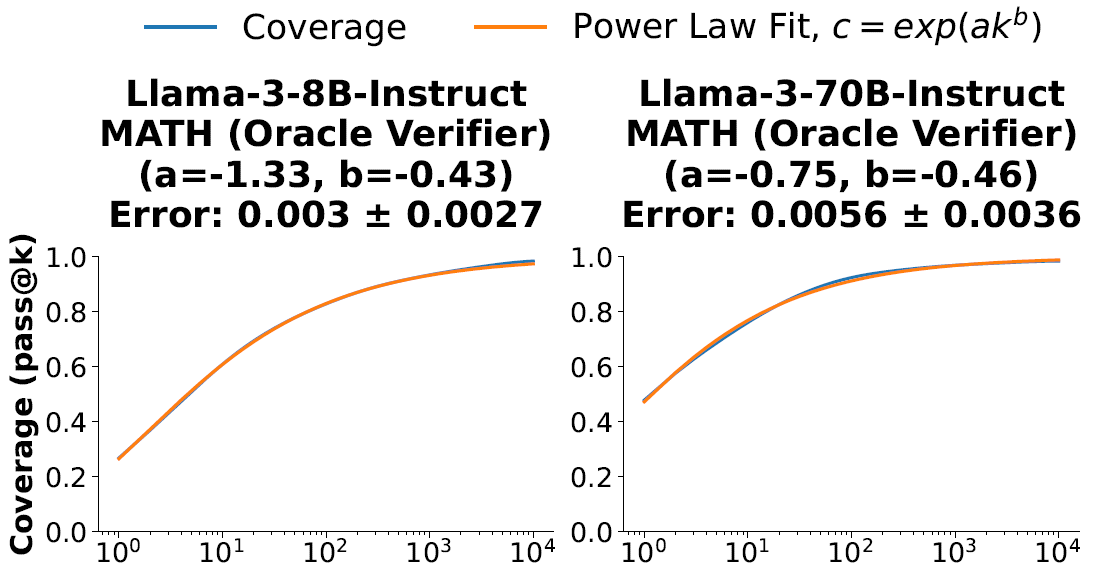 Coverage
Power Law Fit, c = exp(ak^b)
Llama-3-8B-Instruct
MATH (Oracle Verifier)
(a=-1.33, b=-0.43)
Error: 0.003 ± 0.0027
Llama-3-70B-Instruct
MATH (Oracle Verifier)
(a=-0.75, b=-0.46)
Error: 0.0056 ± 0.0036
Coverage (pass@k)
1.0
0.8
0.6
0.4
0.2
0.0
10^0 10^1 10^2 10^3 10^4
1.0
0.8
0.6
0.4
0.2
0.0
10^0 10^1 10^2 10^3 10^4